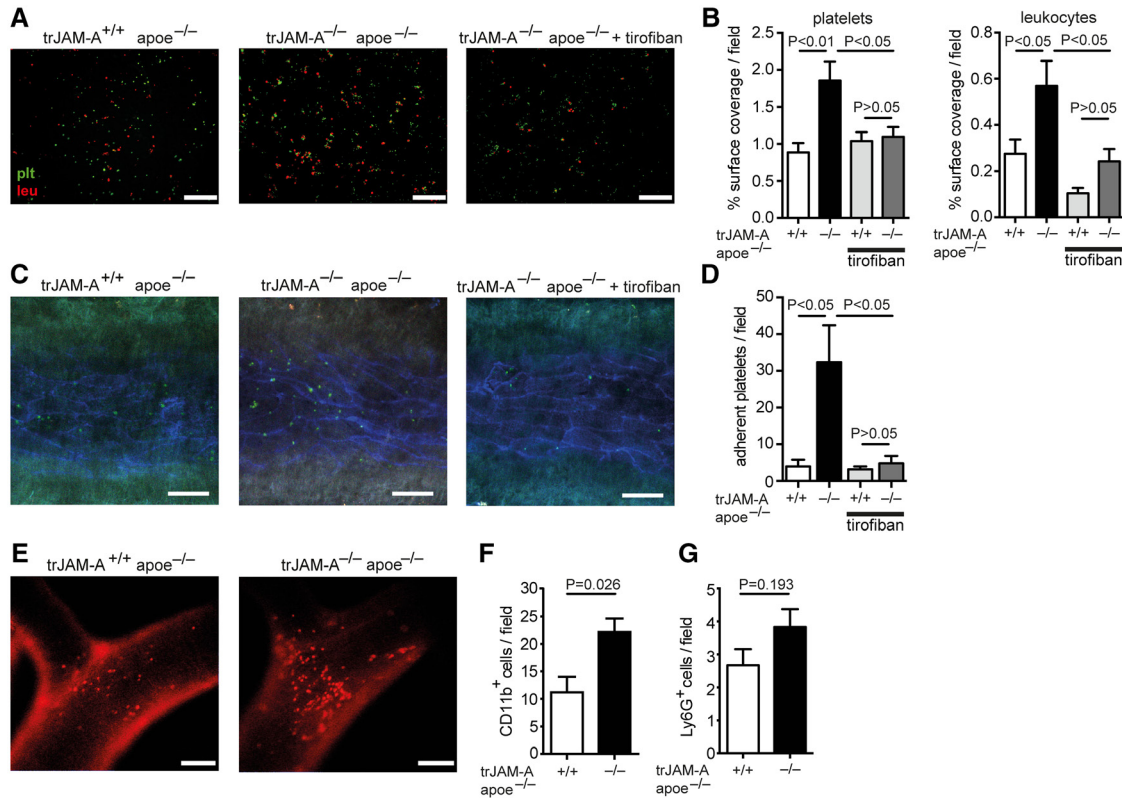 A
trJAM-A+/+ apoe–/–
trJAM-A–/– apoe–/–
trJAM-A–/– apoe–/– + tirofiban
plt
leu
B
platelets
% surface coverage / field
2.5
2.0
1.5
1.0
0.5
0.0
P<0.01
P<0.05
P>0.05
trJAM-A +/+ –/– +/+ –/–
apoe–/–
tirofiban
leukocytes
% surface coverage / field
0.8
0.6
0.4
0.2
0.0
P<0.05
P<0.05
P>0.05
+/+ –/– +/+ –/–
tirofiban
C
trJAM-A+/+ apoe–/–
trJAM-A–/– apoe–/–
trJAM-A–/– apoe–/– + tirofiban
D
adherent platelets / field
50
40
30
20
10
0
P<0.05
P<0.05
P>0.05
trJAM-A +/+ –/– +/+ –/–
apoe–/–
tirofiban
E
trJAM-A+/+ apoe–/–
trJAM-A–/– apoe–/–
F
CD11b+ cells / field
30
25
20
15
10
5
0
P=0.026
trJAM-A +/+ –/–
apoe–/–
G
Ly6G+ cells / field
5
4
3
2
1
0
P=0.193
trJAM-A +/+ –/–
apoe–/–